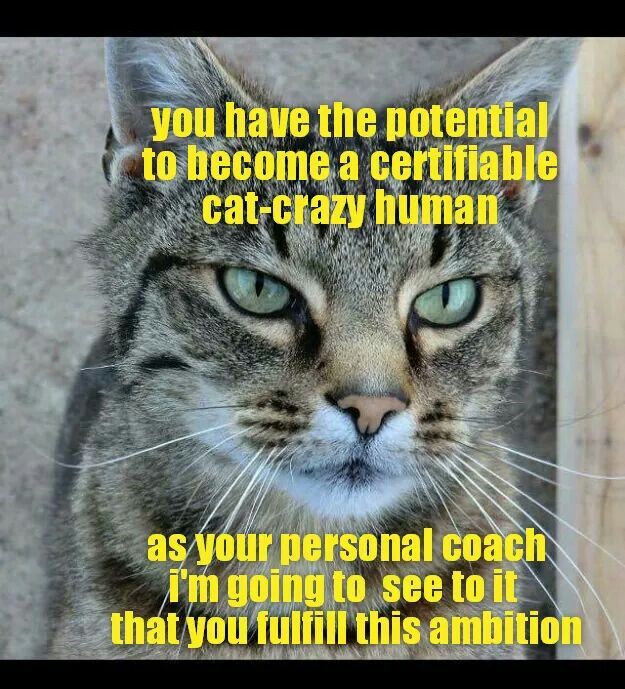 you have the potential
to become a certifiable
cat-crazy human
as your personal coach
i'm going to see to it
that you fulfill this ambition